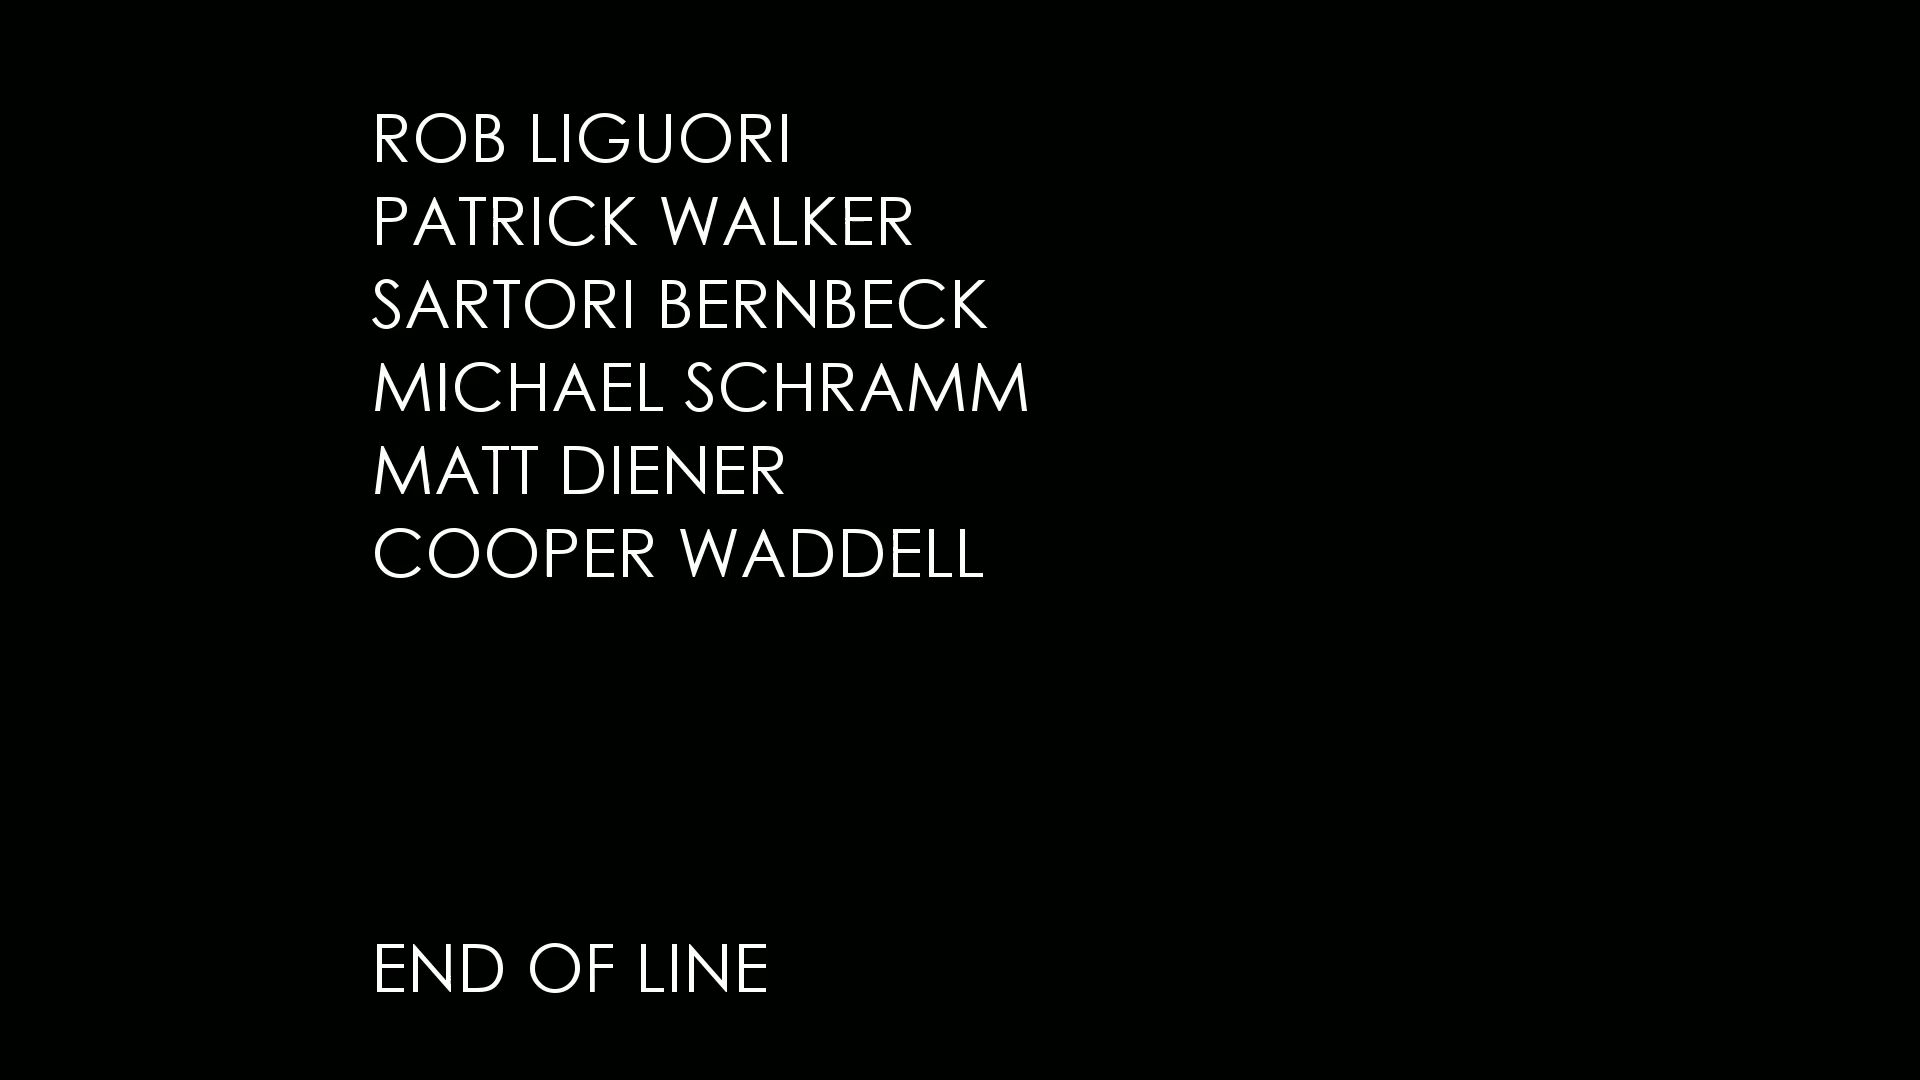 ROB LIGUORI
PATRICK WALKER
SARTORI BERNBECK
MICHAEL SCHRAMM
MATT DIENER
COOPER WADDELL
END OF LINE